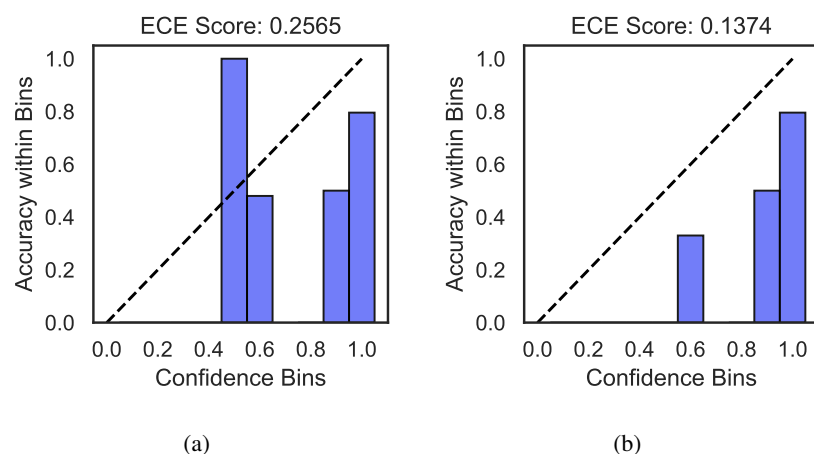 ECE Score: 0.2565
Accuracy within Bins
1.0
0.8
0.6
0.4
0.2
0.0
0.0 0.2 0.4 0.6 0.8 1.0
Confidence Bins
(a)
ECE Score: 0.1374
Accuracy within Bins
1.0
0.8
0.6
0.4
0.2
0.0
0.0 0.2 0.4 0.6 0.8 1.0
Confidence Bins
(b)